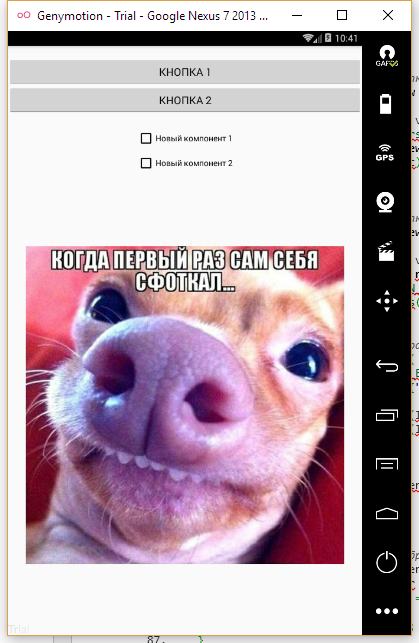 Genymotion - Trial - Google Nexus 7 2013 ...
10:41
КНОПКА 1
КНОПКА 2
Новый компонент 1
Новый компонент 2
КОГДА ПЕРВЫЙ РАЗ САМ СЕБЯ
СФОТКАЛ...
GPS
Trial
87.
}